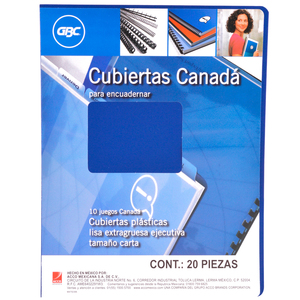 GBC
Cubiertas Canadá
para encuadernar
10 juegos Canadá
Cubiertas plásticas
lisa extragruesa ejecutiva
tamaño carta
HECHO EN MÉXICO POR:
ACCO MEXICANA S.A. DE C.V.
CONT.: 20 PIEZAS